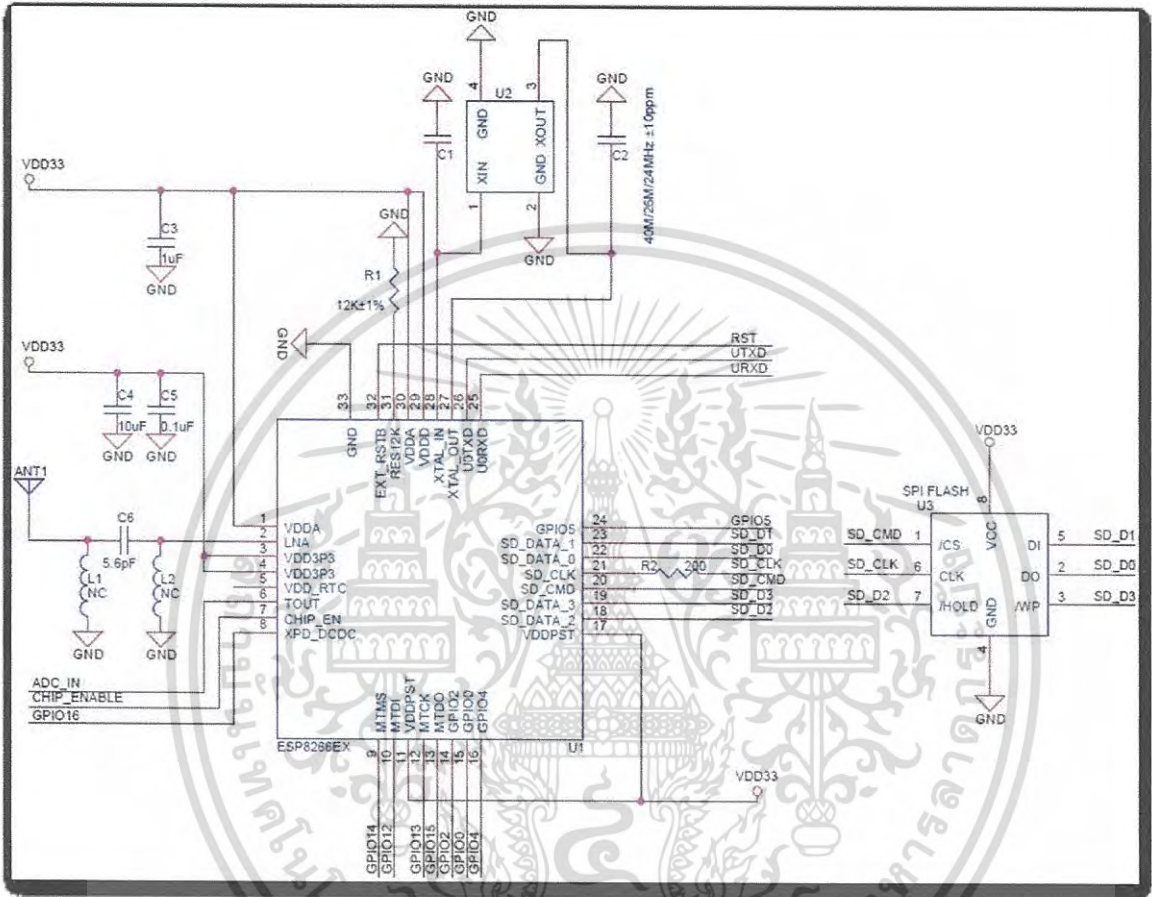 GND
GND
U2
GND
4
3
GND
XOUT
C1
XIN
GND
C2
40M/26M/24MHz ±10ppm
1
2
VDD33
GND
GND
C3
1uF
GND
R1
12K±1%
GND
RST
UTXD
URXD
VDD33
C4
10uF
GND
C5
0.1uF
GND
33
32
31
30
29
28
27
26
25
GND
EXT_RSTB
RES12K
VDDA
VDDD
XTAL_IN
XTAL_OUT
U0TXD
U0RXD
ANT1
C6
5.6pF
L1
NC
GND
L2
NC
GND
1 VDDA
2 LNA
3 VDD3P3
4 VDD3P3
5 VDD_RTC
6 TOUT
7 CHIP_EN
8 XPD_DCDC
ADC_IN
CHIP_ENABLE
GPIO16
GPIO5 24 GPIO5
SD_DATA_1 23 SD_D1
SD_DATA_0 22 SD_D0
SD_CLK 21 R2 200 SD_CLK
SD_CMD 20 SD_CMD
SD_DATA_3 19 SD_D3
SD_DATA_2 18 SD_D2
VDDPST 17
MTMS
MTDI
VDDPST
MTCK
MTDO
GPIO2
GPIO0
GPIO4
ESP8266EX
U1
9
10
11
12
13
14
15
16
GPIO14
GPIO12
GPIO13
GPIO15
GPIO2
GPIO0
GPIO4
VDD33
VDD33
SPI FLASH
U3
8
VCC
SD_CMD 1 /CS
SD_CLK 6 CLK
SD_D2 7 /HOLD
DI 5 SD_D1
DO 2 SD_D0
/WP 3 SD_D3
GND
4
GND